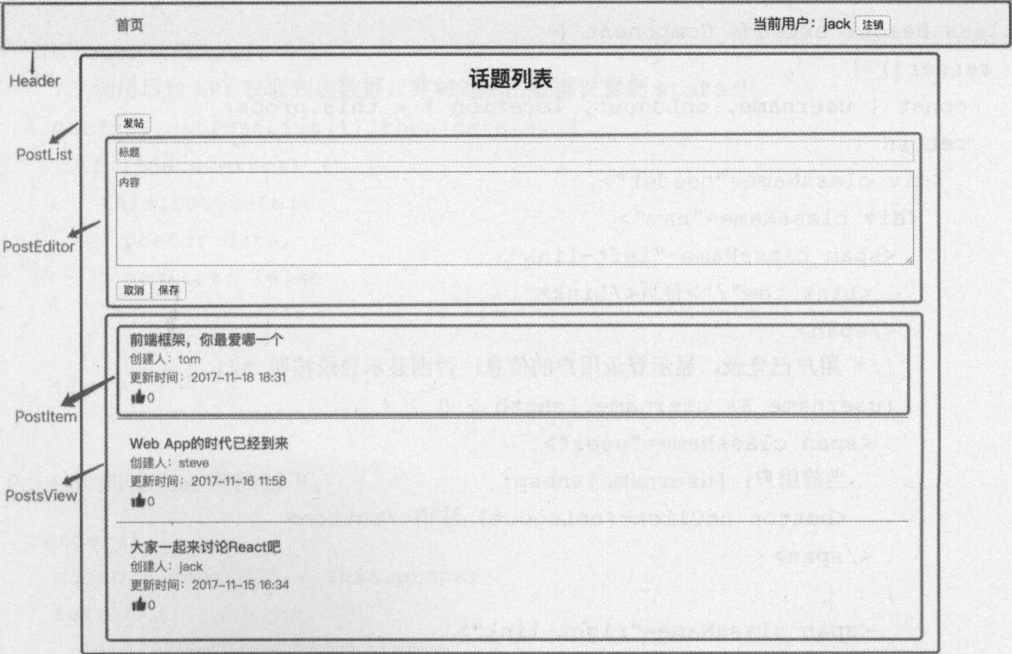 首页
当前用户：jack 注销
Header
话题列表
发帖
PostList
标题
内容
PostEditor
取消 保存
前端框架，你最爱哪一个
创建人：tom
更新时间：2017-11-18 18:31
0
PostItem
Web App的时代已经到来
创建人：steve
更新时间：2017-11-16 11:58
0
PostsView
大家一起来讨论React吧
创建人：jack
更新时间：2017-11-15 16:34
0